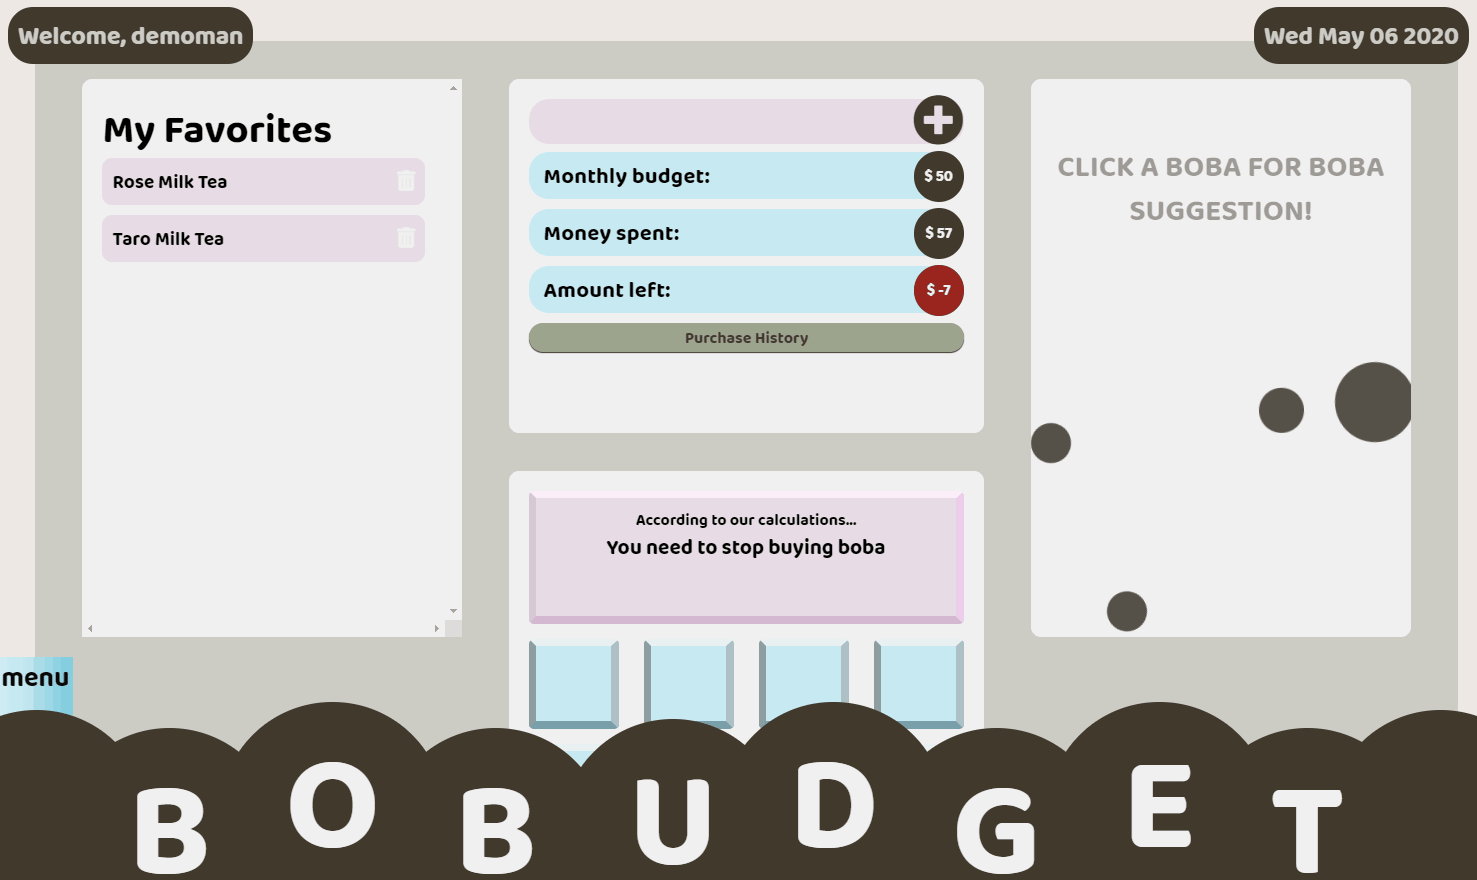 Welcome, demoman
Wed May 06 2020
My Favorites
Rose Milk Tea
Taro Milk Tea
Monthly budget:
$ 50
Money spent:
$ 57
Amount left:
$ -7
Purchase History
According to our calculations...
You need to stop buying boba
CLICK A BOBA FOR BOBA
SUGGESTION!
menu
BOBUDGET